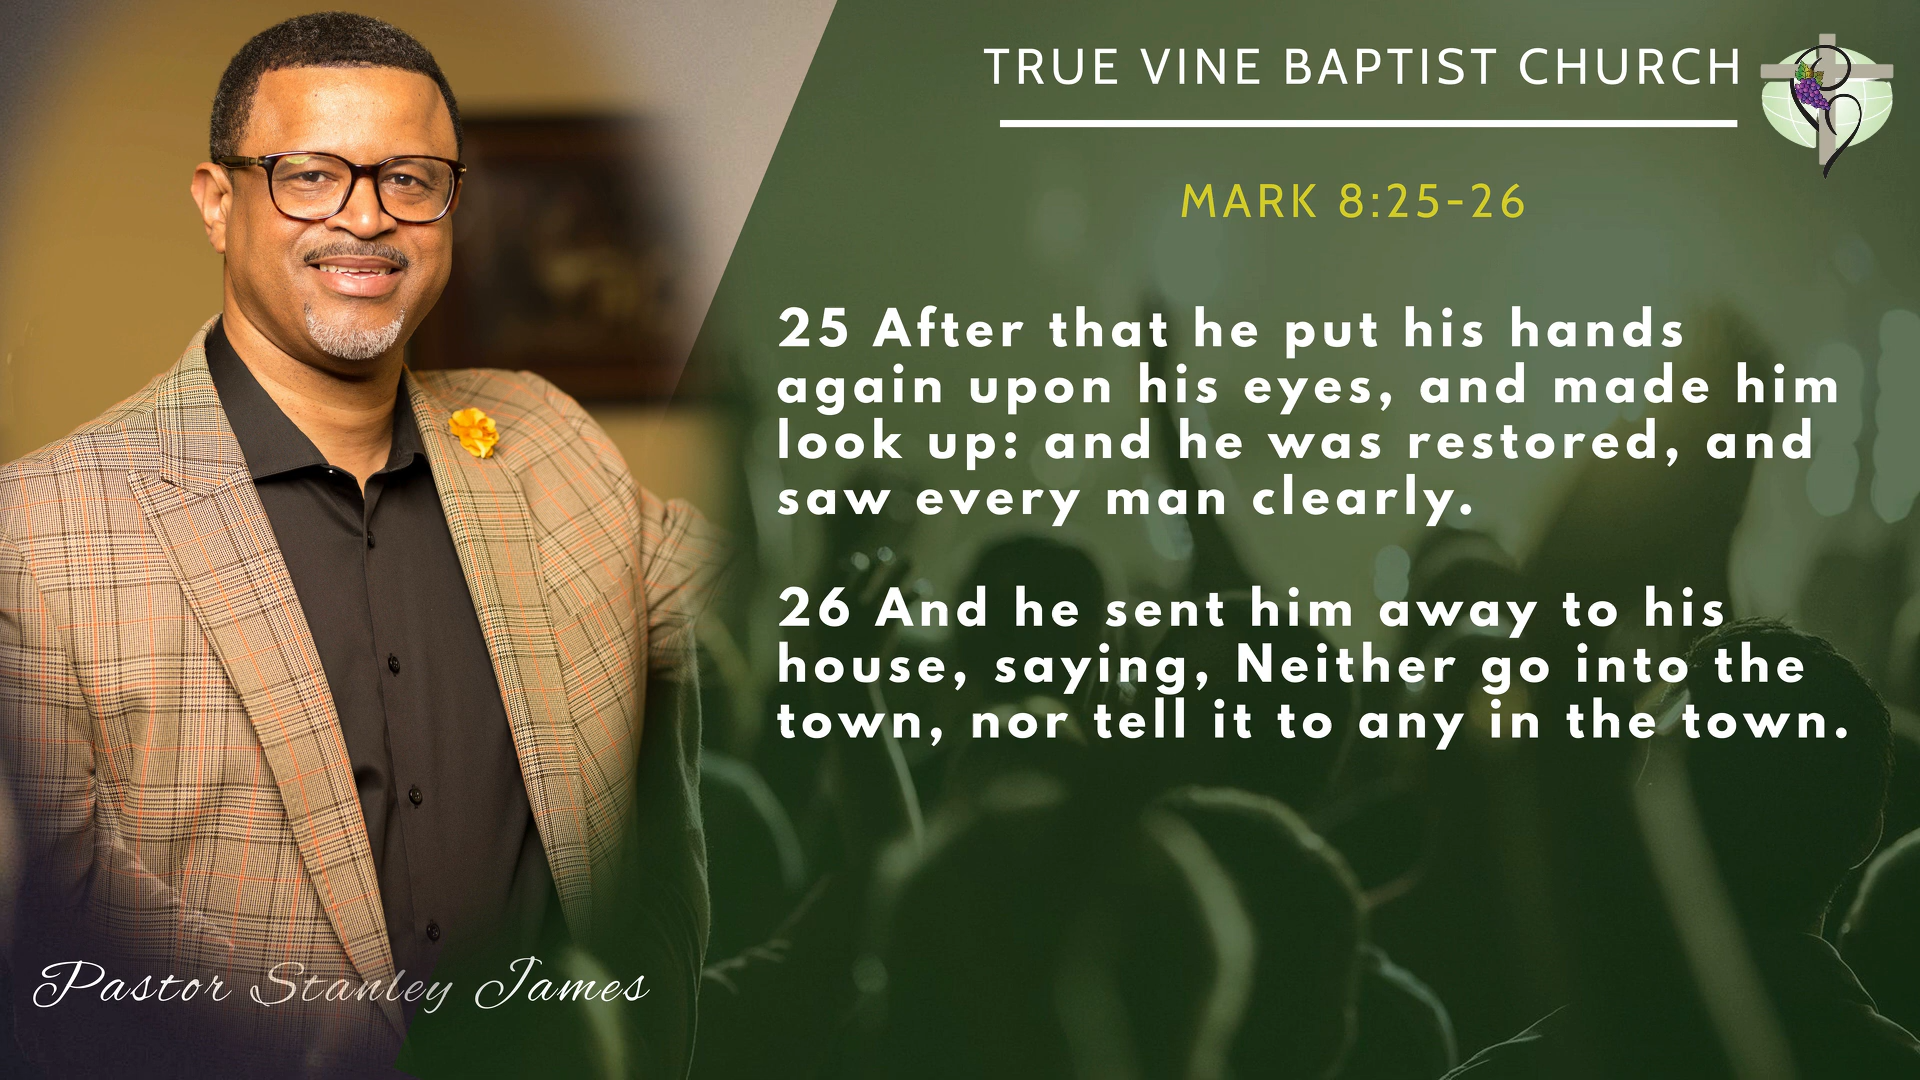 TRUE VINE BAPTIST CHURCH
MARK 8:25-26
25 After that he put his hands
again upon his eyes, and made him
look up: and he was restored, and
saw every man clearly.
26 And he sent him away to his
house, saying, Neither go into the
town, nor tell it to any in the town.
Pastor Stanley James